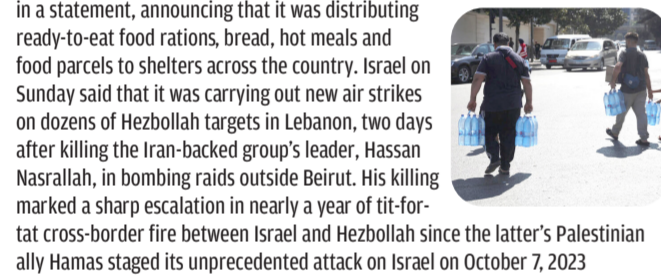 in a statement, announcing that it was distributing
ready-to-eat food rations, bread, hot meals and
food parcels to shelters across the country. Israel on
Sunday said that it was carrying out new air strikes
on dozens of Hezbollah targets in Lebanon, two days
after killing the Iran-backed group’s leader, Hassan
Nasrallah, in bombing raids outside Beirut. His killing
marked a sharp escalation in nearly a year of tit-for-
tat cross-border fire between Israel and Hezbollah since the latter’s Palestinian
ally Hamas staged its unprecedented attack on Israel on October 7, 2023